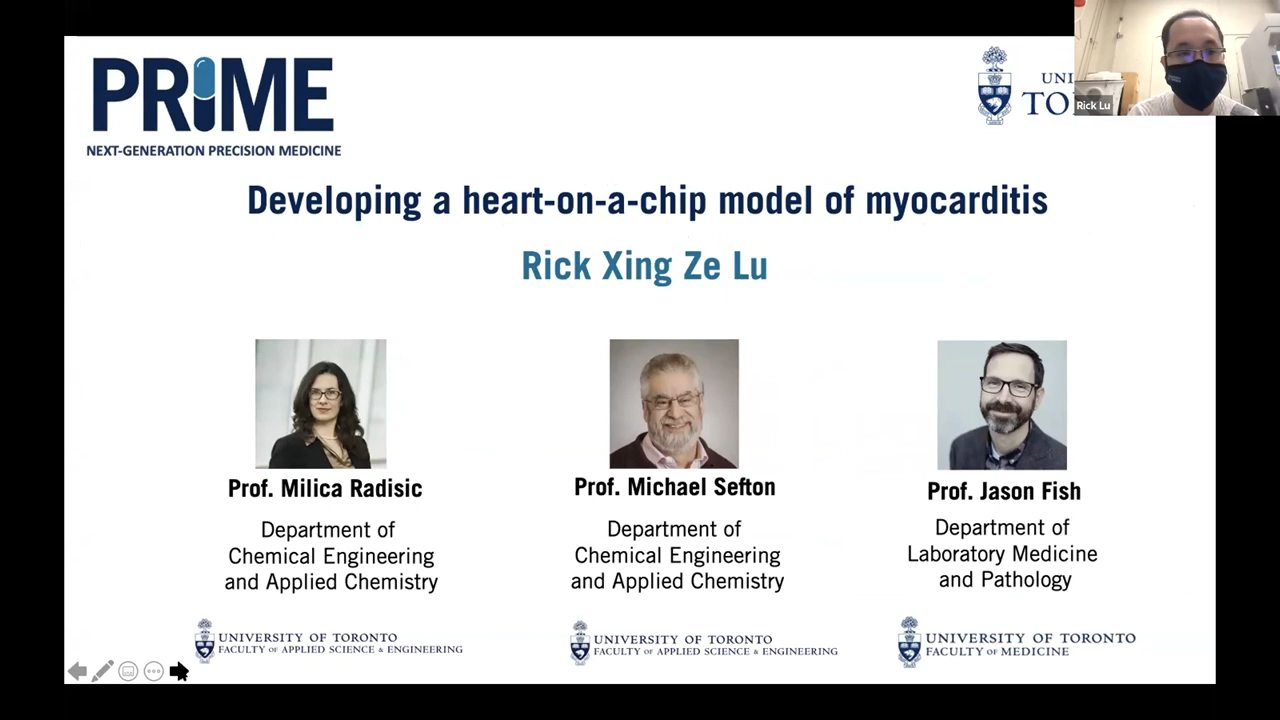 PRIME
NEXT-GENERATION PRECISION MEDICINE
UNI
TO
Rick Lu
Developing a heart-on-a-chip model of myocarditis
Rick Xing Ze Lu
Prof. Milica Radisic
Department of
Chemical Engineering
and Applied Chemistry
UNIVERSITY OF TORONTO
FACULTY OF APPLIED SCIENCE & ENGINEERING
Prof. Michael Sefton
Department of
Chemical Engineering
and Applied Chemistry
UNIVERSITY OF TORONTO
FACULTY OF APPLIED SCIENCE & ENGINEERING
Prof. Jason Fish
Department of
Laboratory Medicine
and Pathology
UNIVERSITY OF TORONTO
FACULTY OF MEDICINE